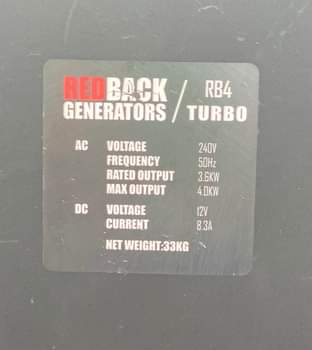 REDBACK GENERATORS / RB4 TURBO
AC VOLTAGE 240V
FREQUENCY 50Hz
RATED OUTPUT 3.6KW
MAX OUTPUT 4.0KW
DC VOLTAGE 12V
CURRENT 8.3A
NET WEIGHT:33KG